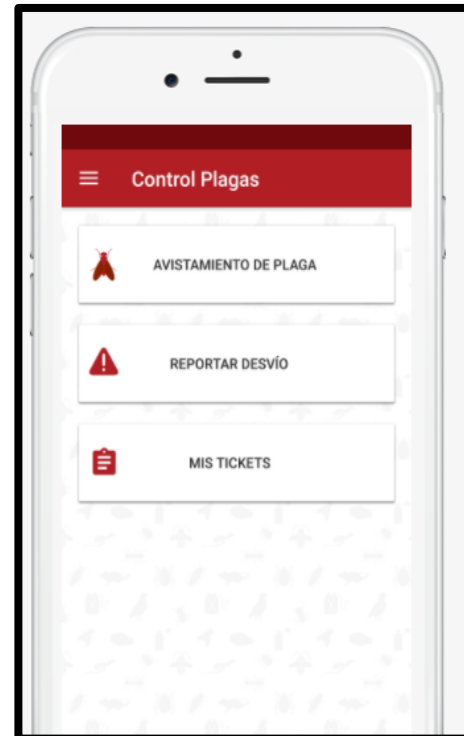 Control Plagas
AVISTAMIENTO DE PLAGA
REPORTAR DESVÍO
MIS TICKETS